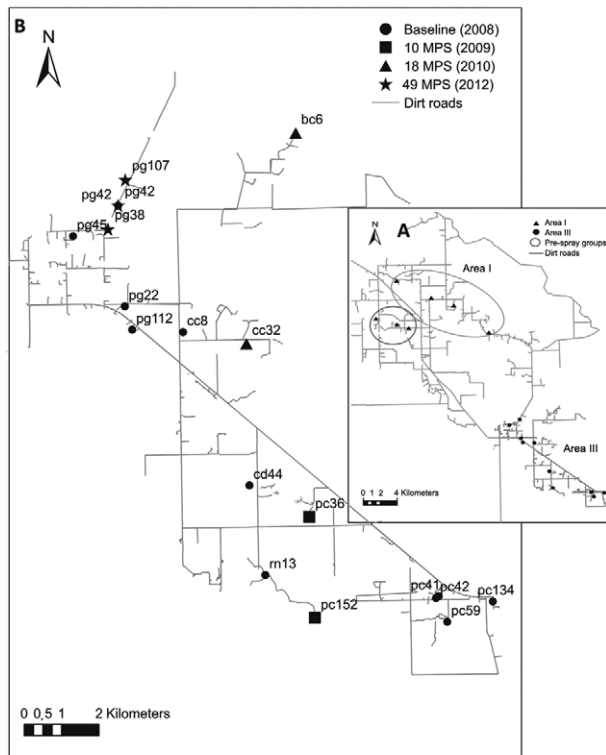 B
N
Baseline (2008)
10 MPS (2009)
18 MPS (2010)
49 MPS (2012)
Dirt roads
bc6
pg107
pg42
pg42
pg38
pg45
pg22
pg112
cc8
cc32
cd44
pc36
rn13
pc152
pc41
pc42
pc134
pc59
0 0,5 1 2 Kilometers
N
A
Area I
Area III
Pre-spray groups
Dirt roads
Area I
Area III
0 1 2 4 Kilometers